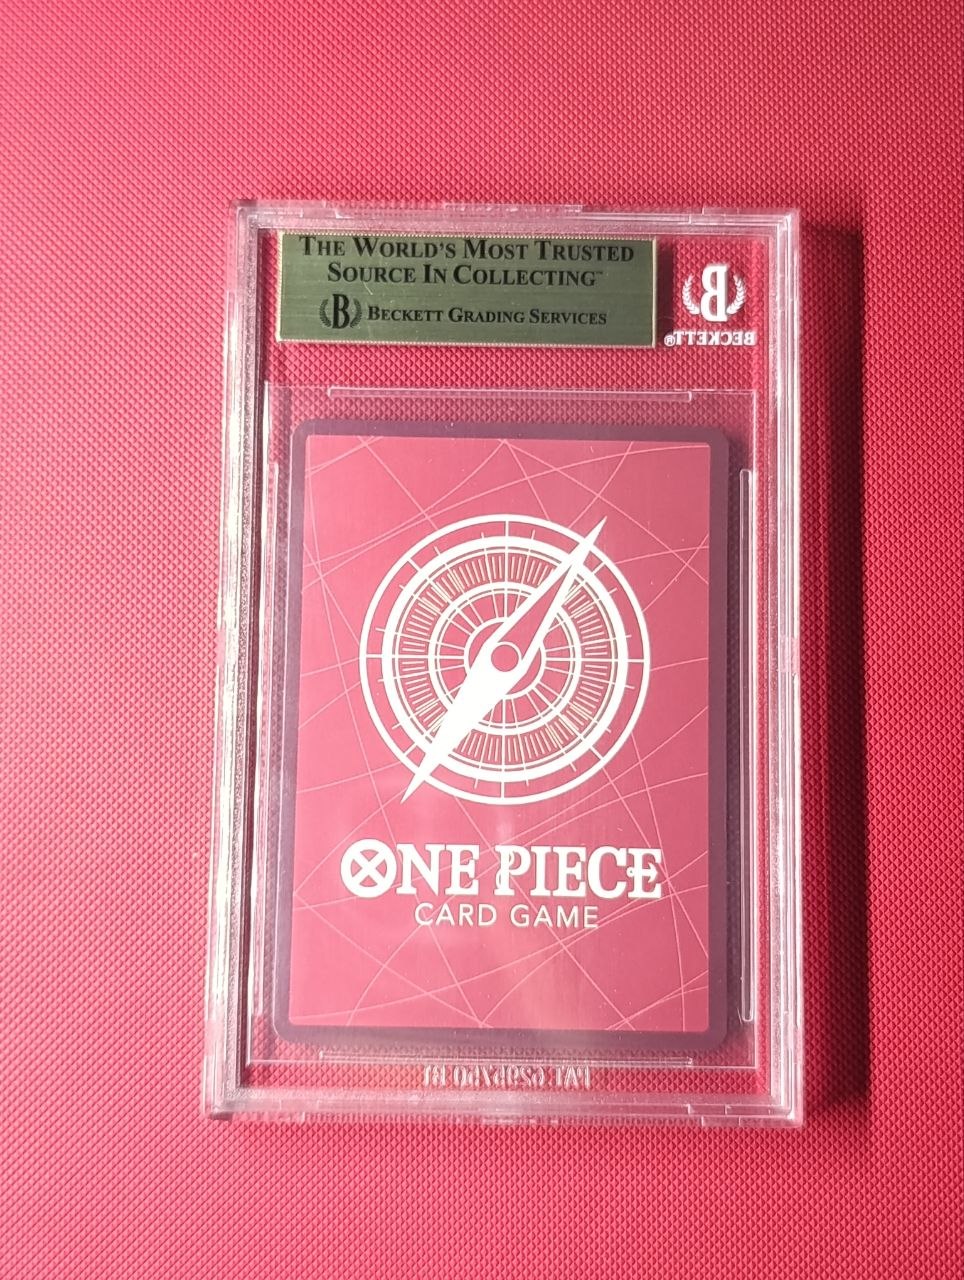 THE WORLD'S MOST TRUSTED
SOURCE IN COLLECTING™
B BECKETT GRADING SERVICES
B
BECKETT®
ONE PIECE
CARD GAME